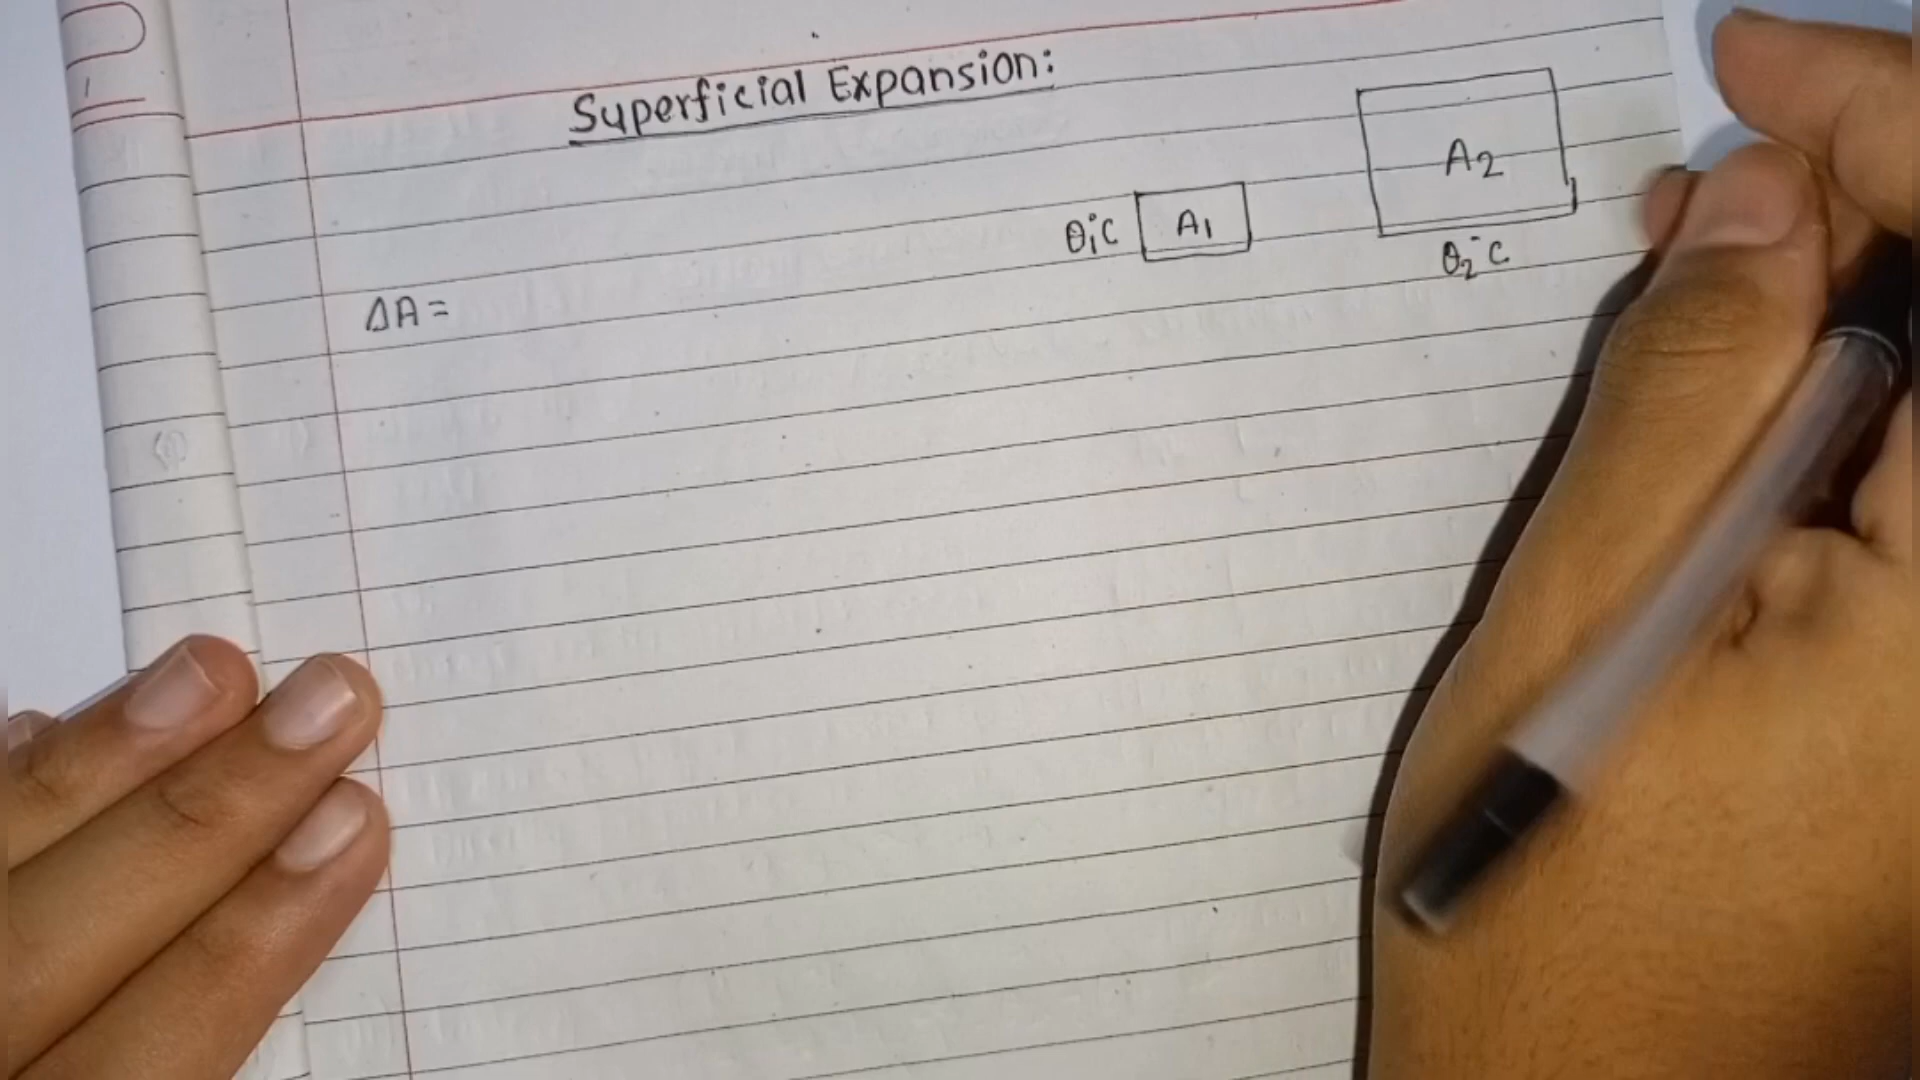 Superficial Expansion:
A2
θ1°C A1
θ2°C
ΔA =